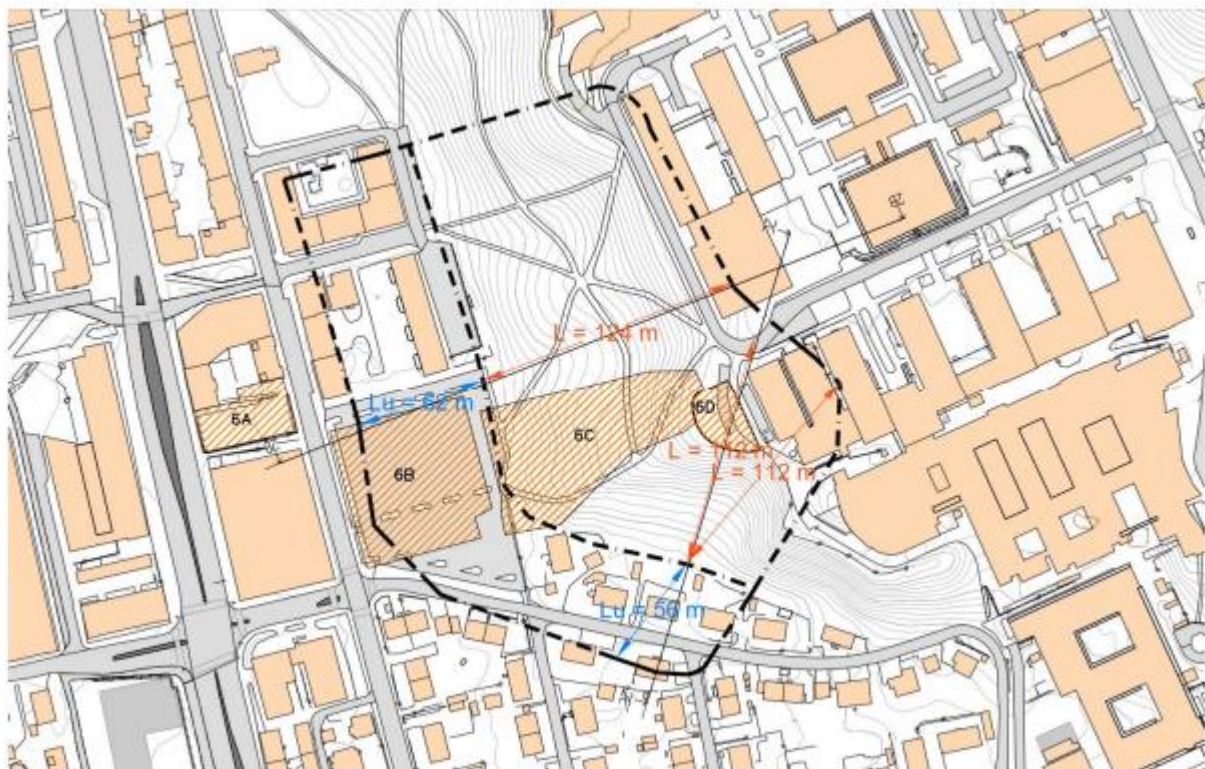 L = 124 m
Lu = 62 m
6A
6B
6C
6D
L = 112 m
L = 112 m
Lu = 56 m